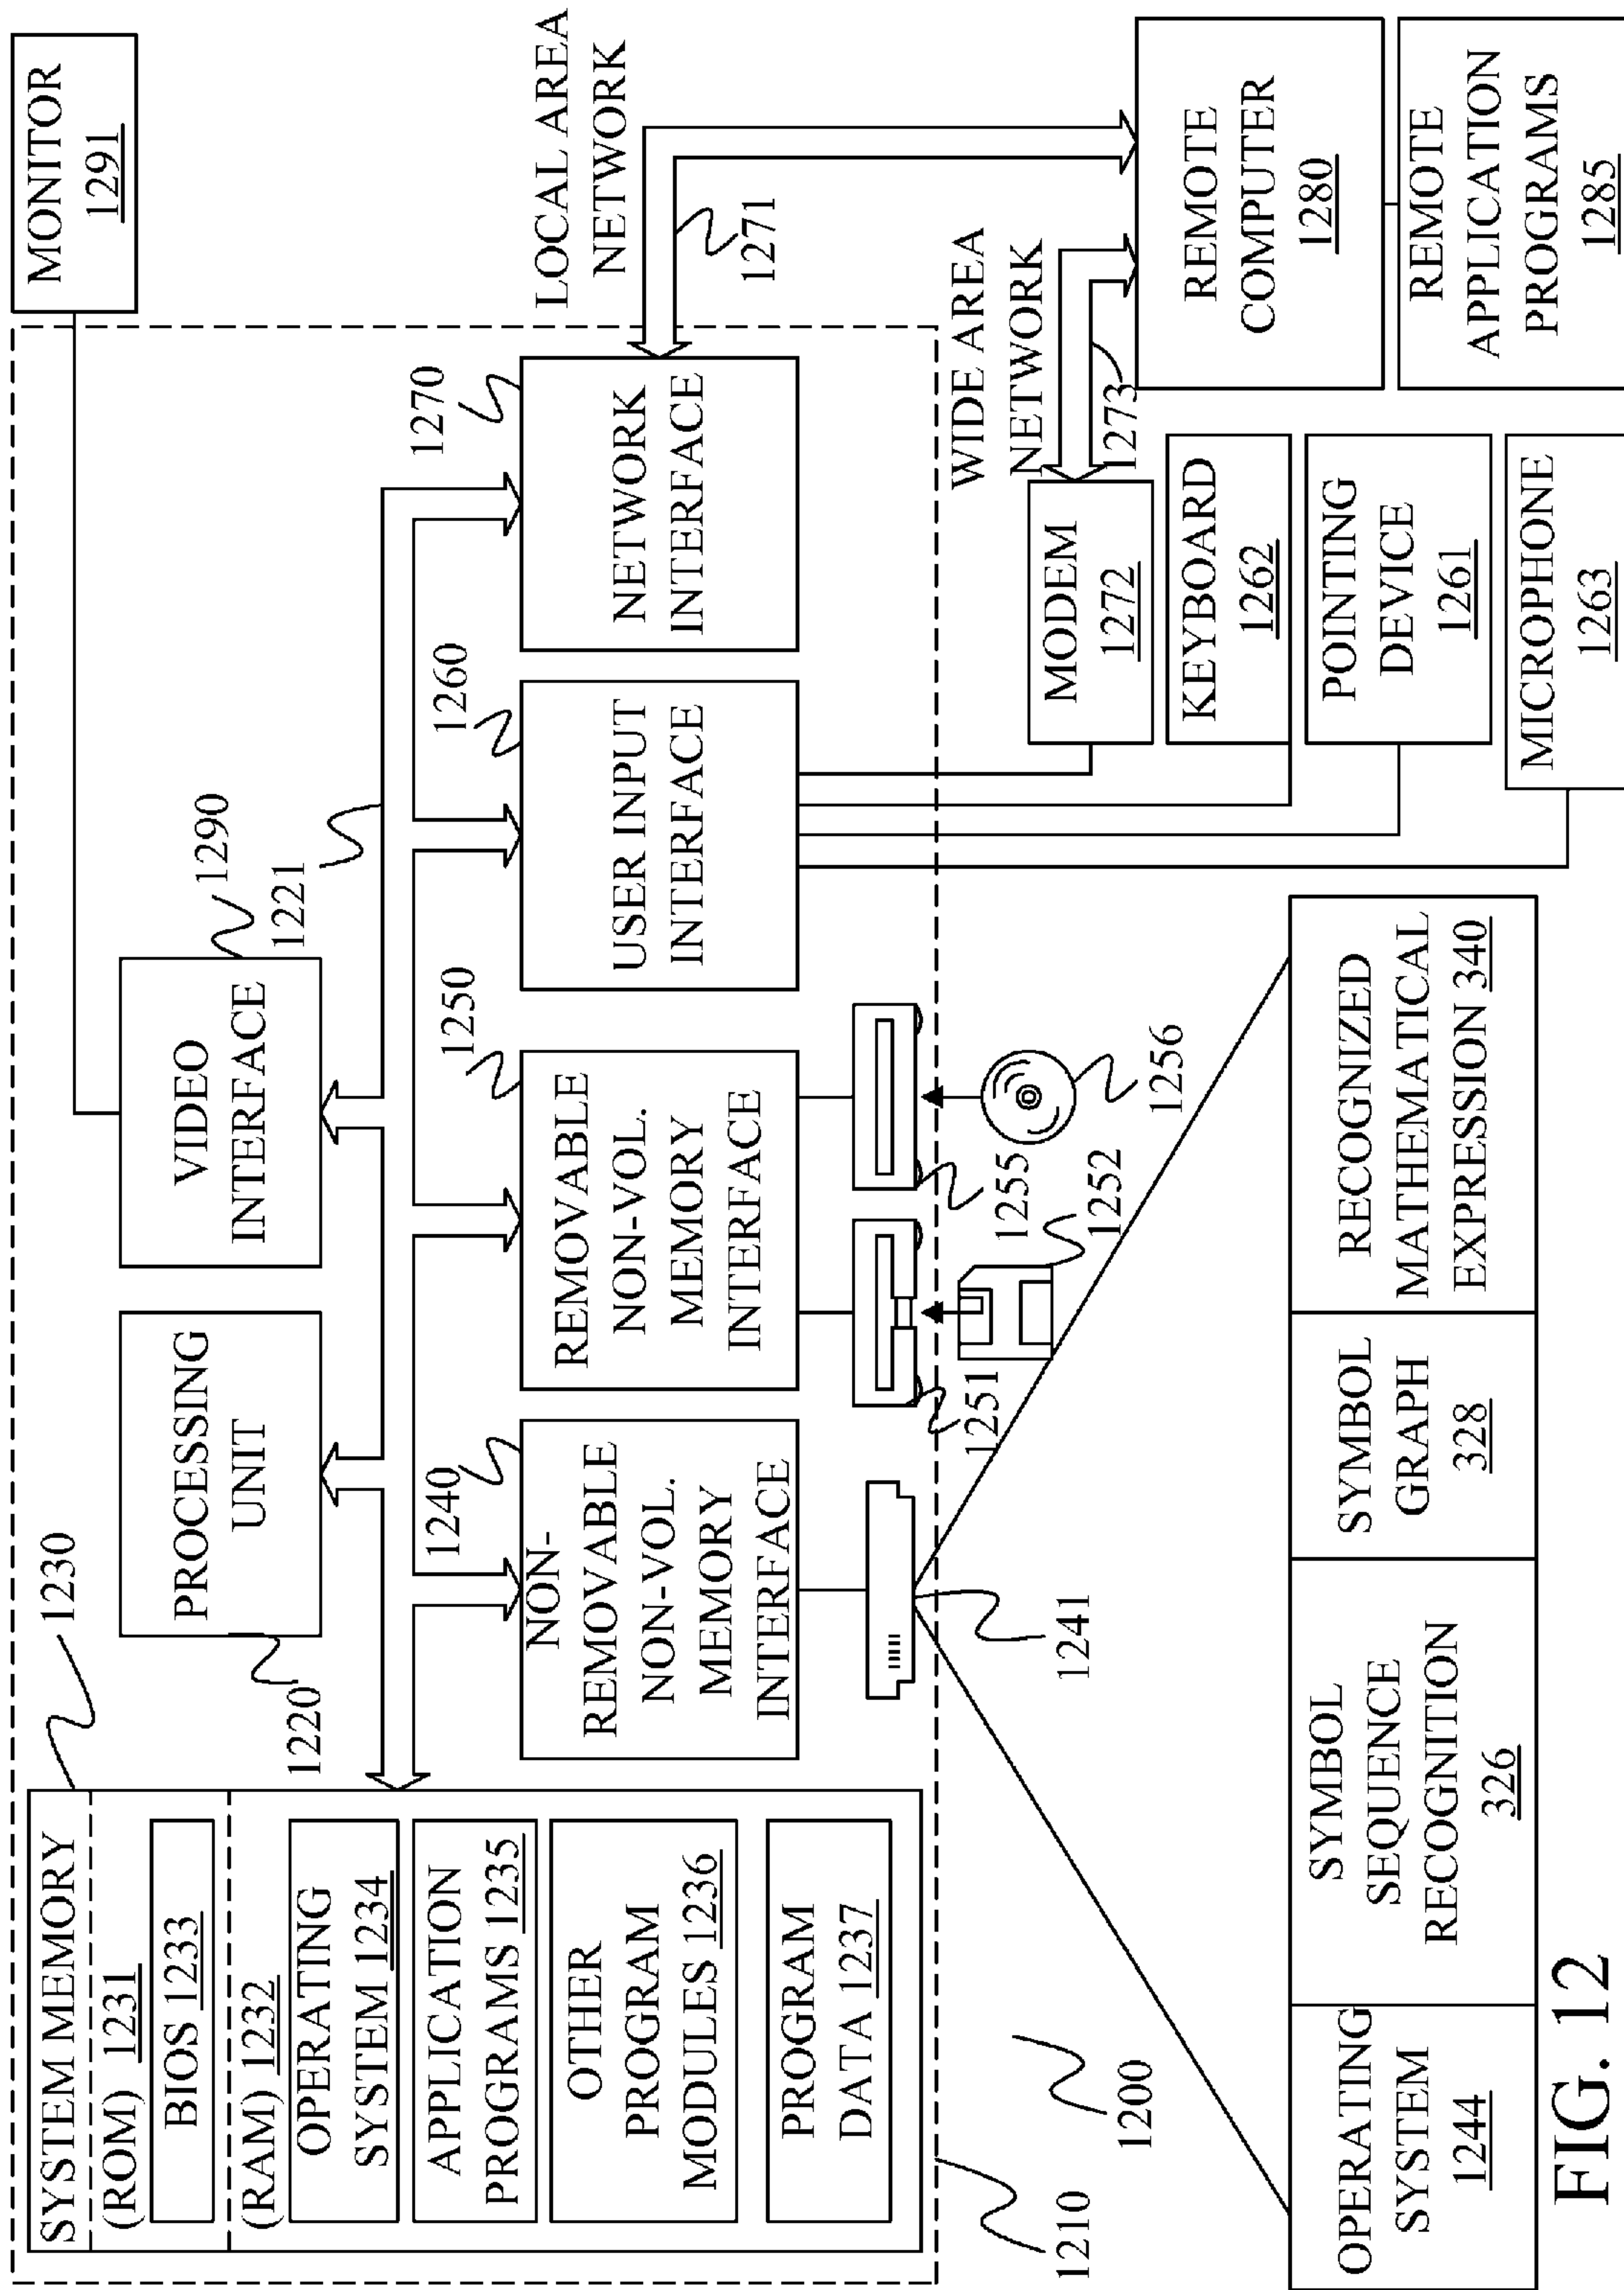 SYSTEM MEMORY
(ROM) 1231
BIOS 1233
(RAM) 1232
OPERATING
SYSTEM 1234
APPLICATION
PROGRAMS 1235
OTHER
PROGRAM
MODULES 1236
PROGRAM
DATA 1237
1230
1220
PROCESSING
UNIT
VIDEO
INTERFACE
1290
1221
MONITOR
1291
1240
NON-
REMOVABLE
NON-VOL.
MEMORY
INTERFACE
1250
REMOVABLE
NON-VOL.
MEMORY
INTERFACE
1260
USER INPUT
INTERFACE
1270
NETWORK
INTERFACE
LOCAL AREA
NETWORK
1271
WIDE AREA
NETWORK
1273
1210
1200
1241
1251
1252
1255
1256
MODEM
1272
KEYBOARD
1262
POINTING
DEVICE
1261
MICROPHONE
1263
REMOTE
COMPUTER
1280
REMOTE
APPLICATION
PROGRAMS
1285
OPERATING
SYSTEM
1244
SYMBOL
SEQUENCE
RECOGNITION
326
SYMBOL
GRAPH
328
RECOGNIZED
MATHEMATICAL
EXPRESSION 340
FIG. 12